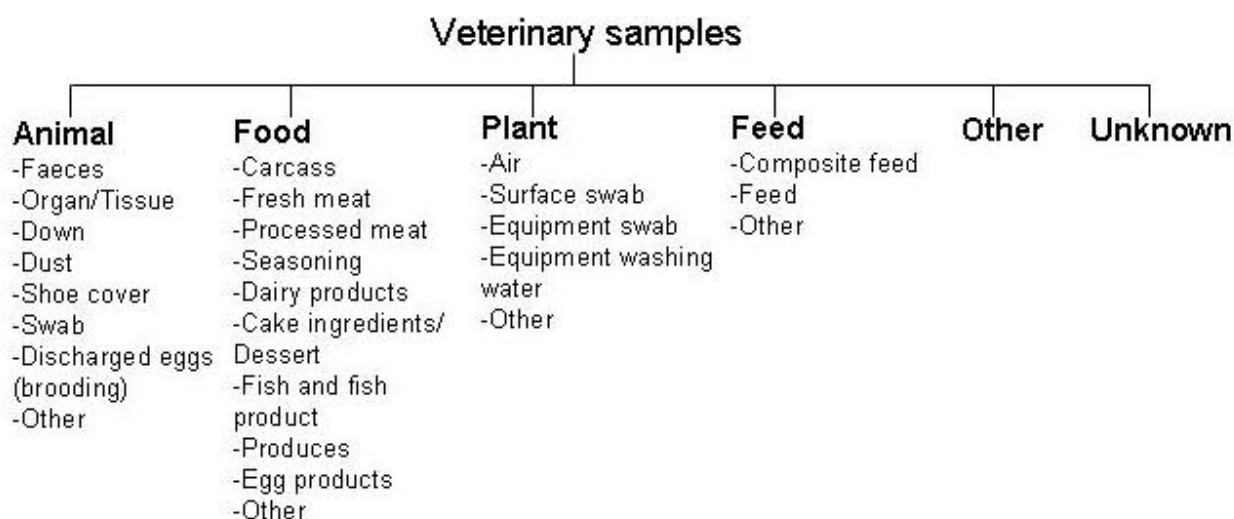 Veterinary samples
Animal
-Faeces
-Organ/Tissue
-Down
-Dust
-Shoe cover
-Swab
-Discharged eggs
(brooding)
-Other
Food
-Carcass
-Fresh meat
-Processed meat
-Seasoning
-Dairy products
-Cake ingredients/
Dessert
-Fish and fish
product
-Produces
-Egg products
-Other
Plant
-Air
-Surface swab
-Equipment swab
-Equipment washing
water
-Other
Feed
-Composite feed
-Feed
-Other
Other
Unknown